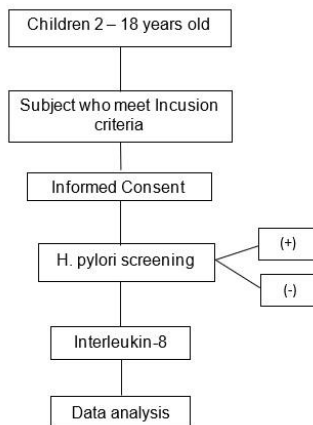 Children 2 – 18 years old
Subject who meet Incusion
criteria
Informed Consent
H. pylori screening
(+)
(-)
Interleukin-8
Data analysis